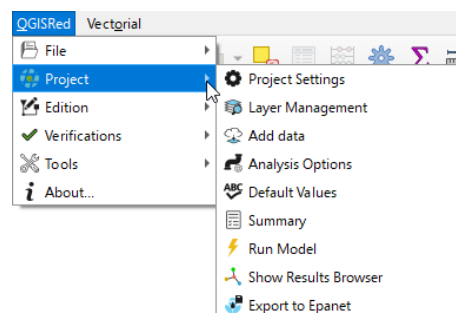 QGISRed Vectorial
File
Project
Edition
Verifications
Tools
About...
Project Settings
Layer Management
Add data
Analysis Options
ABC Default Values
Summary
Run Model
Show Results Browser
Export to Epanet